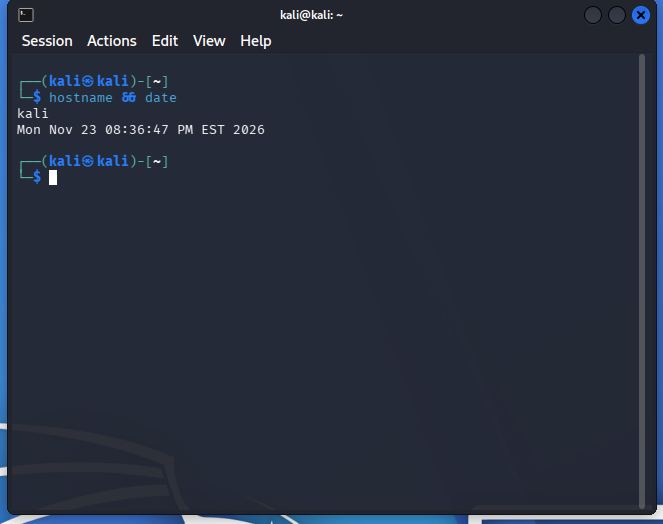 kali@kali: ~
Session Actions Edit View Help
┌──(kali㉿kali)-[~]
└─$ hostname && date
kali
Mon Nov 23 08:36:47 PM EST 2026
┌──(kali㉿kali)-[~]
└─$